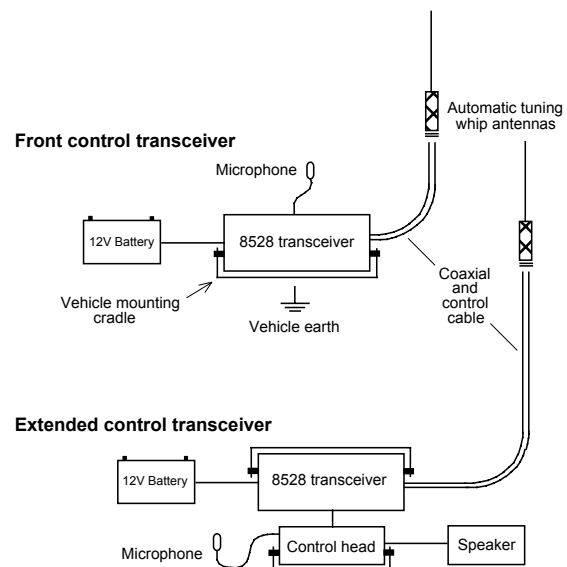 Automatic tuning
whip antennas
Front control transceiver
Microphone
12V Battery
8528 transceiver
Coaxial
and
control
cable
Vehicle mounting
cradle
Vehicle earth
Extended control transceiver
12V Battery
8528 transceiver
Microphone
Control head
Speaker